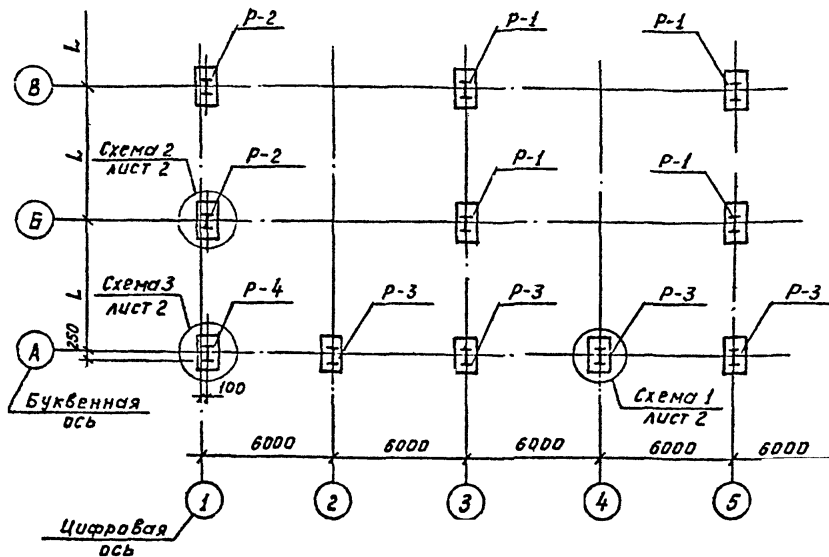 Р-2
Р-1
Р-1
L
В
Схема 2
лист 2
Р-2
Р-1
Р-1
L
Б
Схема 3
лист 2
Р-4
Р-3
Р-3
Р-3
Р-3
L
250
А
100
Буквенная
ось
Схема 1
лист 2
6000
6000
6000
6000
6000
1
2
3
4
5
Цифровая
ось